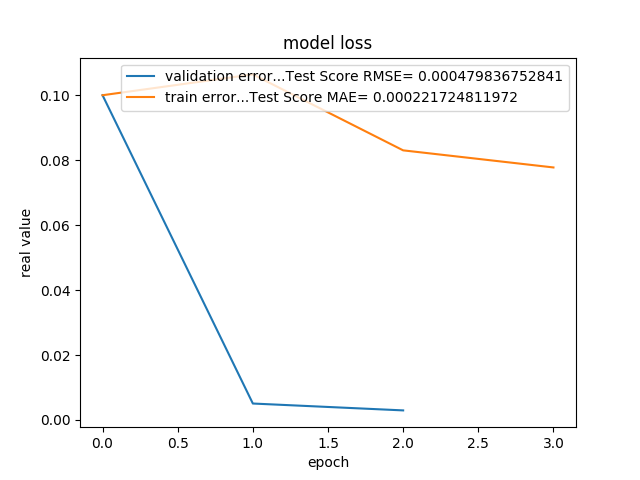 model loss
validation error...Test Score RMSE= 0.000479836752841
train error...Test Score MAE= 0.000221724811972
real value
0.10
0.08
0.06
0.04
0.02
0.00
0.0 0.5 1.0 1.5 2.0 2.5 3.0
epoch